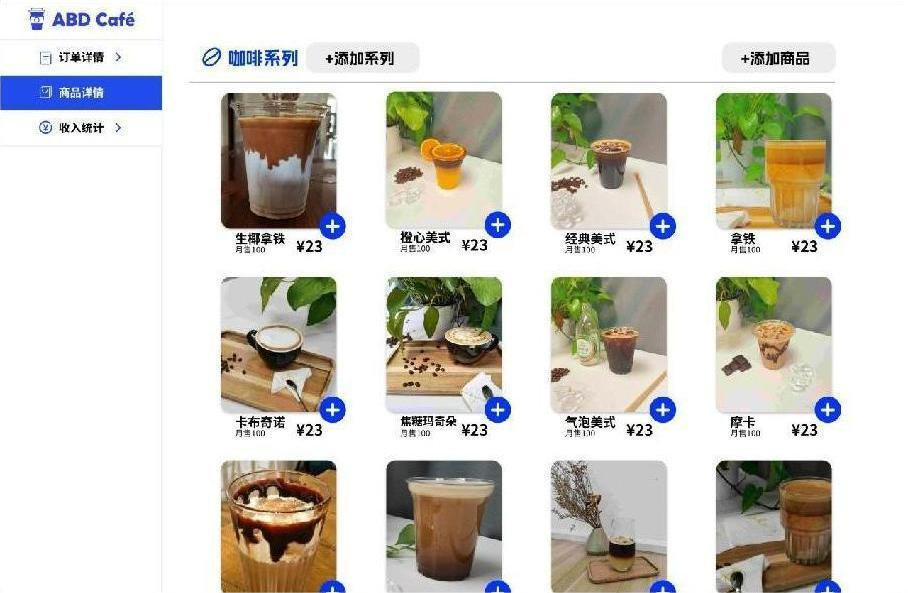 ABD Café
订单详情
商品详情
收入统计
咖啡系列
+添加系列
+添加商品
生椰拿铁
月售100
¥23
橙心美式
月售100
¥23
经典美式
月售100
¥23
拿铁
月售100
¥23
卡布奇诺
月售100
¥23
焦糖玛奇朵
月售100
¥23
气泡美式
月售100
¥23
摩卡
月售100
¥23